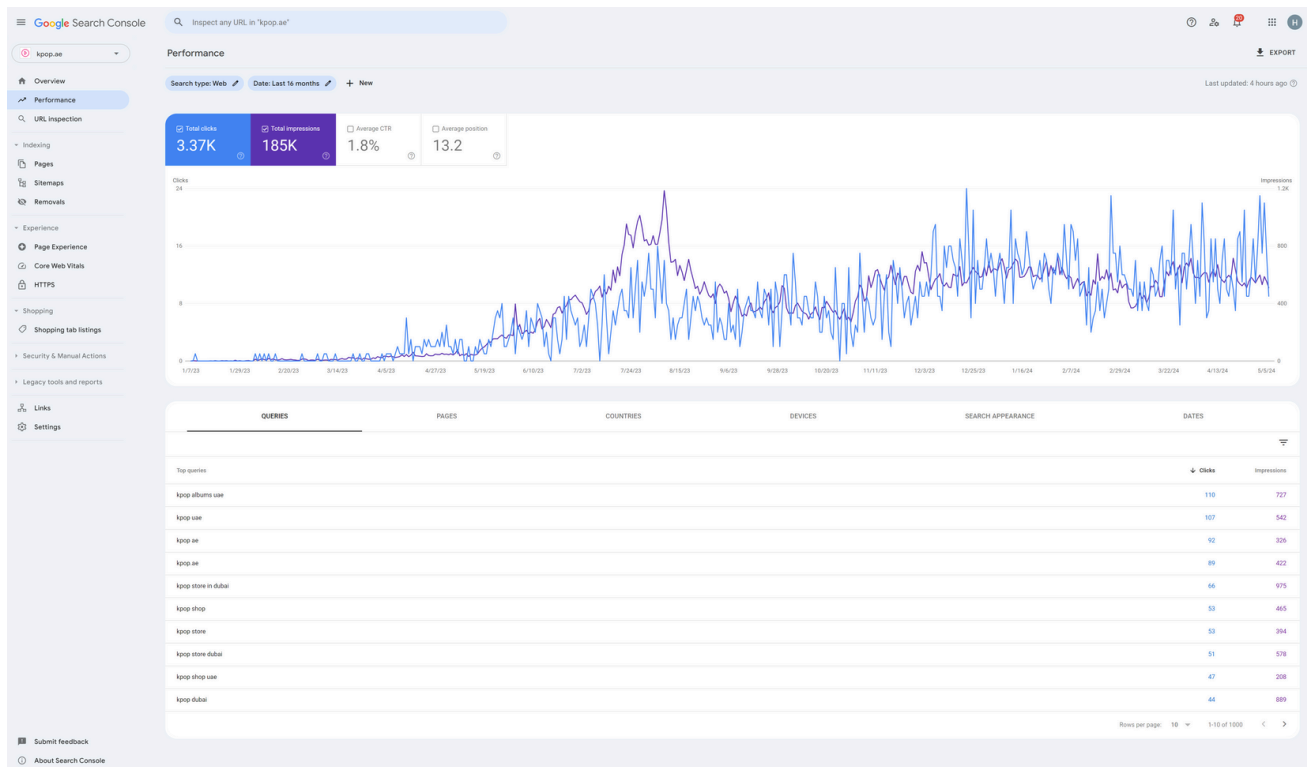 Google Search Console
Inspect any URL in "kpop.ae"
20
H
kpop.ae
Performance
EXPORT
Overview
Performance
URL inspection
Search type: Web
Date: Last 16 months
New
Last updated: 4 hours ago
Indexing
Pages
Sitemaps
Removals
Experience
Page Experience
Core Web Vitals
HTTPS
Shopping
Shopping tab listings
Security & Manual Actions
Legacy tools and reports
Links
Settings
Submit feedback
About Search Console
Total clicks
3.37K
Total impressions
185K
Average CTR
1.8%
Average position
13.2
Clicks
24
16
8
0
Impressions
1.2K
800
400
0
1/7/23 1/29/23 2/20/23 3/14/23 4/5/23 4/27/23 5/19/23 6/10/23 7/2/23 7/24/23 8/15/23 9/6/23 9/28/23 10/20/23 11/11/23 12/3/23 12/25/23 1/16/24 2/7/24 2/29/24 3/22/24 4/13/24 5/5/24
QUERIES PAGES COUNTRIES DEVICES SEARCH APPEARANCE DATES
Top queries Clicks Impressions
kpop albums uae 110 727
kpop uae 107 542
kpop ae 92 326
kpop.ae 89 422
kpop store in dubai 66 975
kpop shop 53 465
kpop store 53 394
kpop store dubai 51 578
kpop shop uae 47 208
kpop dubai 44 889
Rows per page: 10 1-10 of 1000